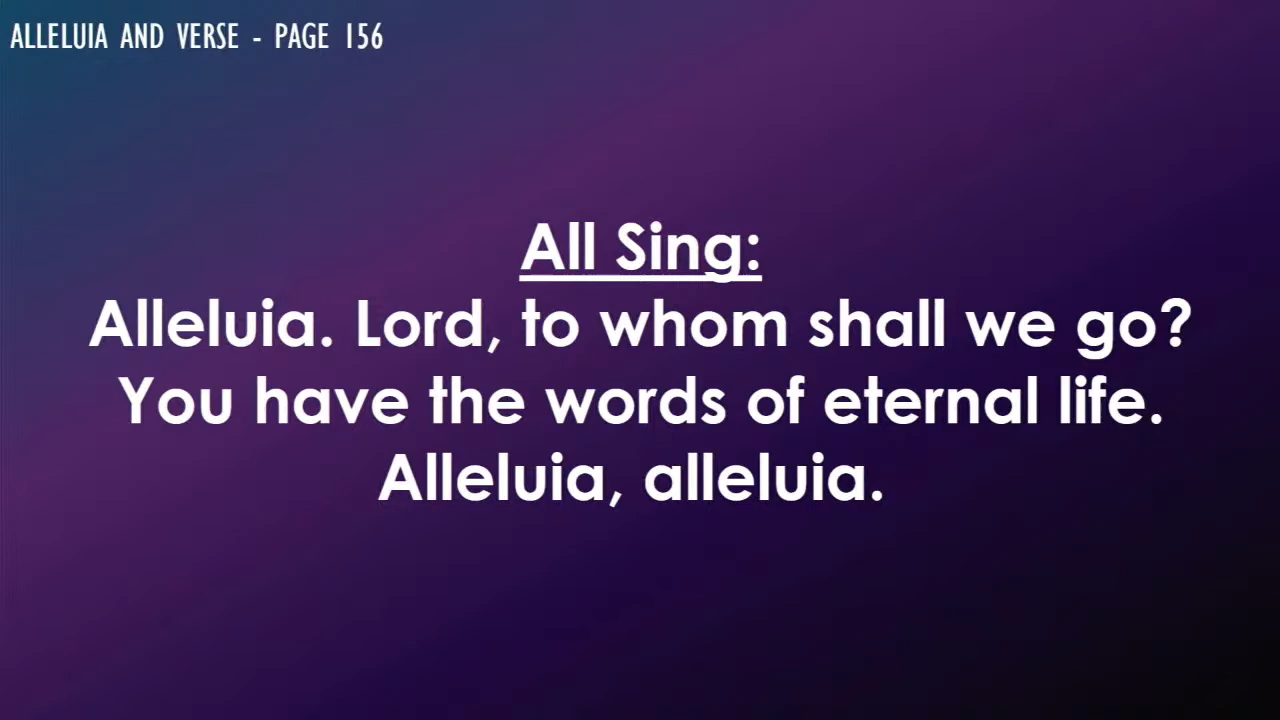 ALLELUIA AND VERSE - PAGE 156
All Sing:
Alleluia. Lord, to whom shall we go?
You have the words of eternal life.
Alleluia, alleluia.